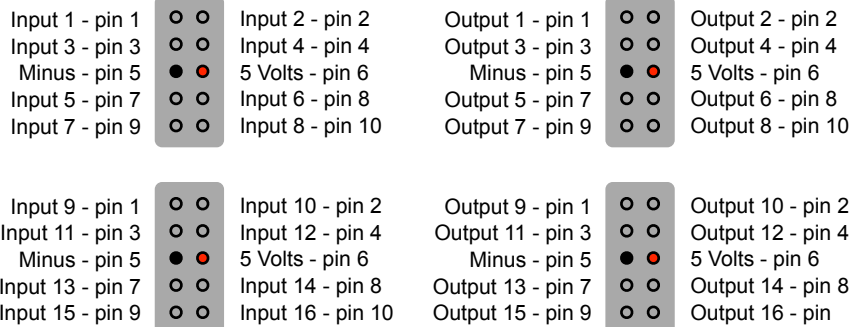 Input 1 - pin 1 Input 2 - pin 2 Output 1 - pin 1 Output 2 - pin 2
Input 3 - pin 3 Input 4 - pin 4 Output 3 - pin 3 Output 4 - pin 4
Minus - pin 5 5 Volts - pin 6 Minus - pin 5 5 Volts - pin 6
Input 5 - pin 7 Input 6 - pin 8 Output 5 - pin 7 Output 6 - pin 8
Input 7 - pin 9 Input 8 - pin 10 Output 7 - pin 9 Output 8 - pin 10
Input 9 - pin 1 Input 10 - pin 2 Output 9 - pin 1 Output 10 - pin 2
Input 11 - pin 3 Input 12 - pin 4 Output 11 - pin 3 Output 12 - pin 4
Minus - pin 5 5 Volts - pin 6 Minus - pin 5 5 Volts - pin 6
Input 13 - pin 7 Input 14 - pin 8 Output 13 - pin 7 Output 14 - pin 8
Input 15 - pin 9 Input 16 - pin 10 Output 15 - pin 9 Output 16 - pin